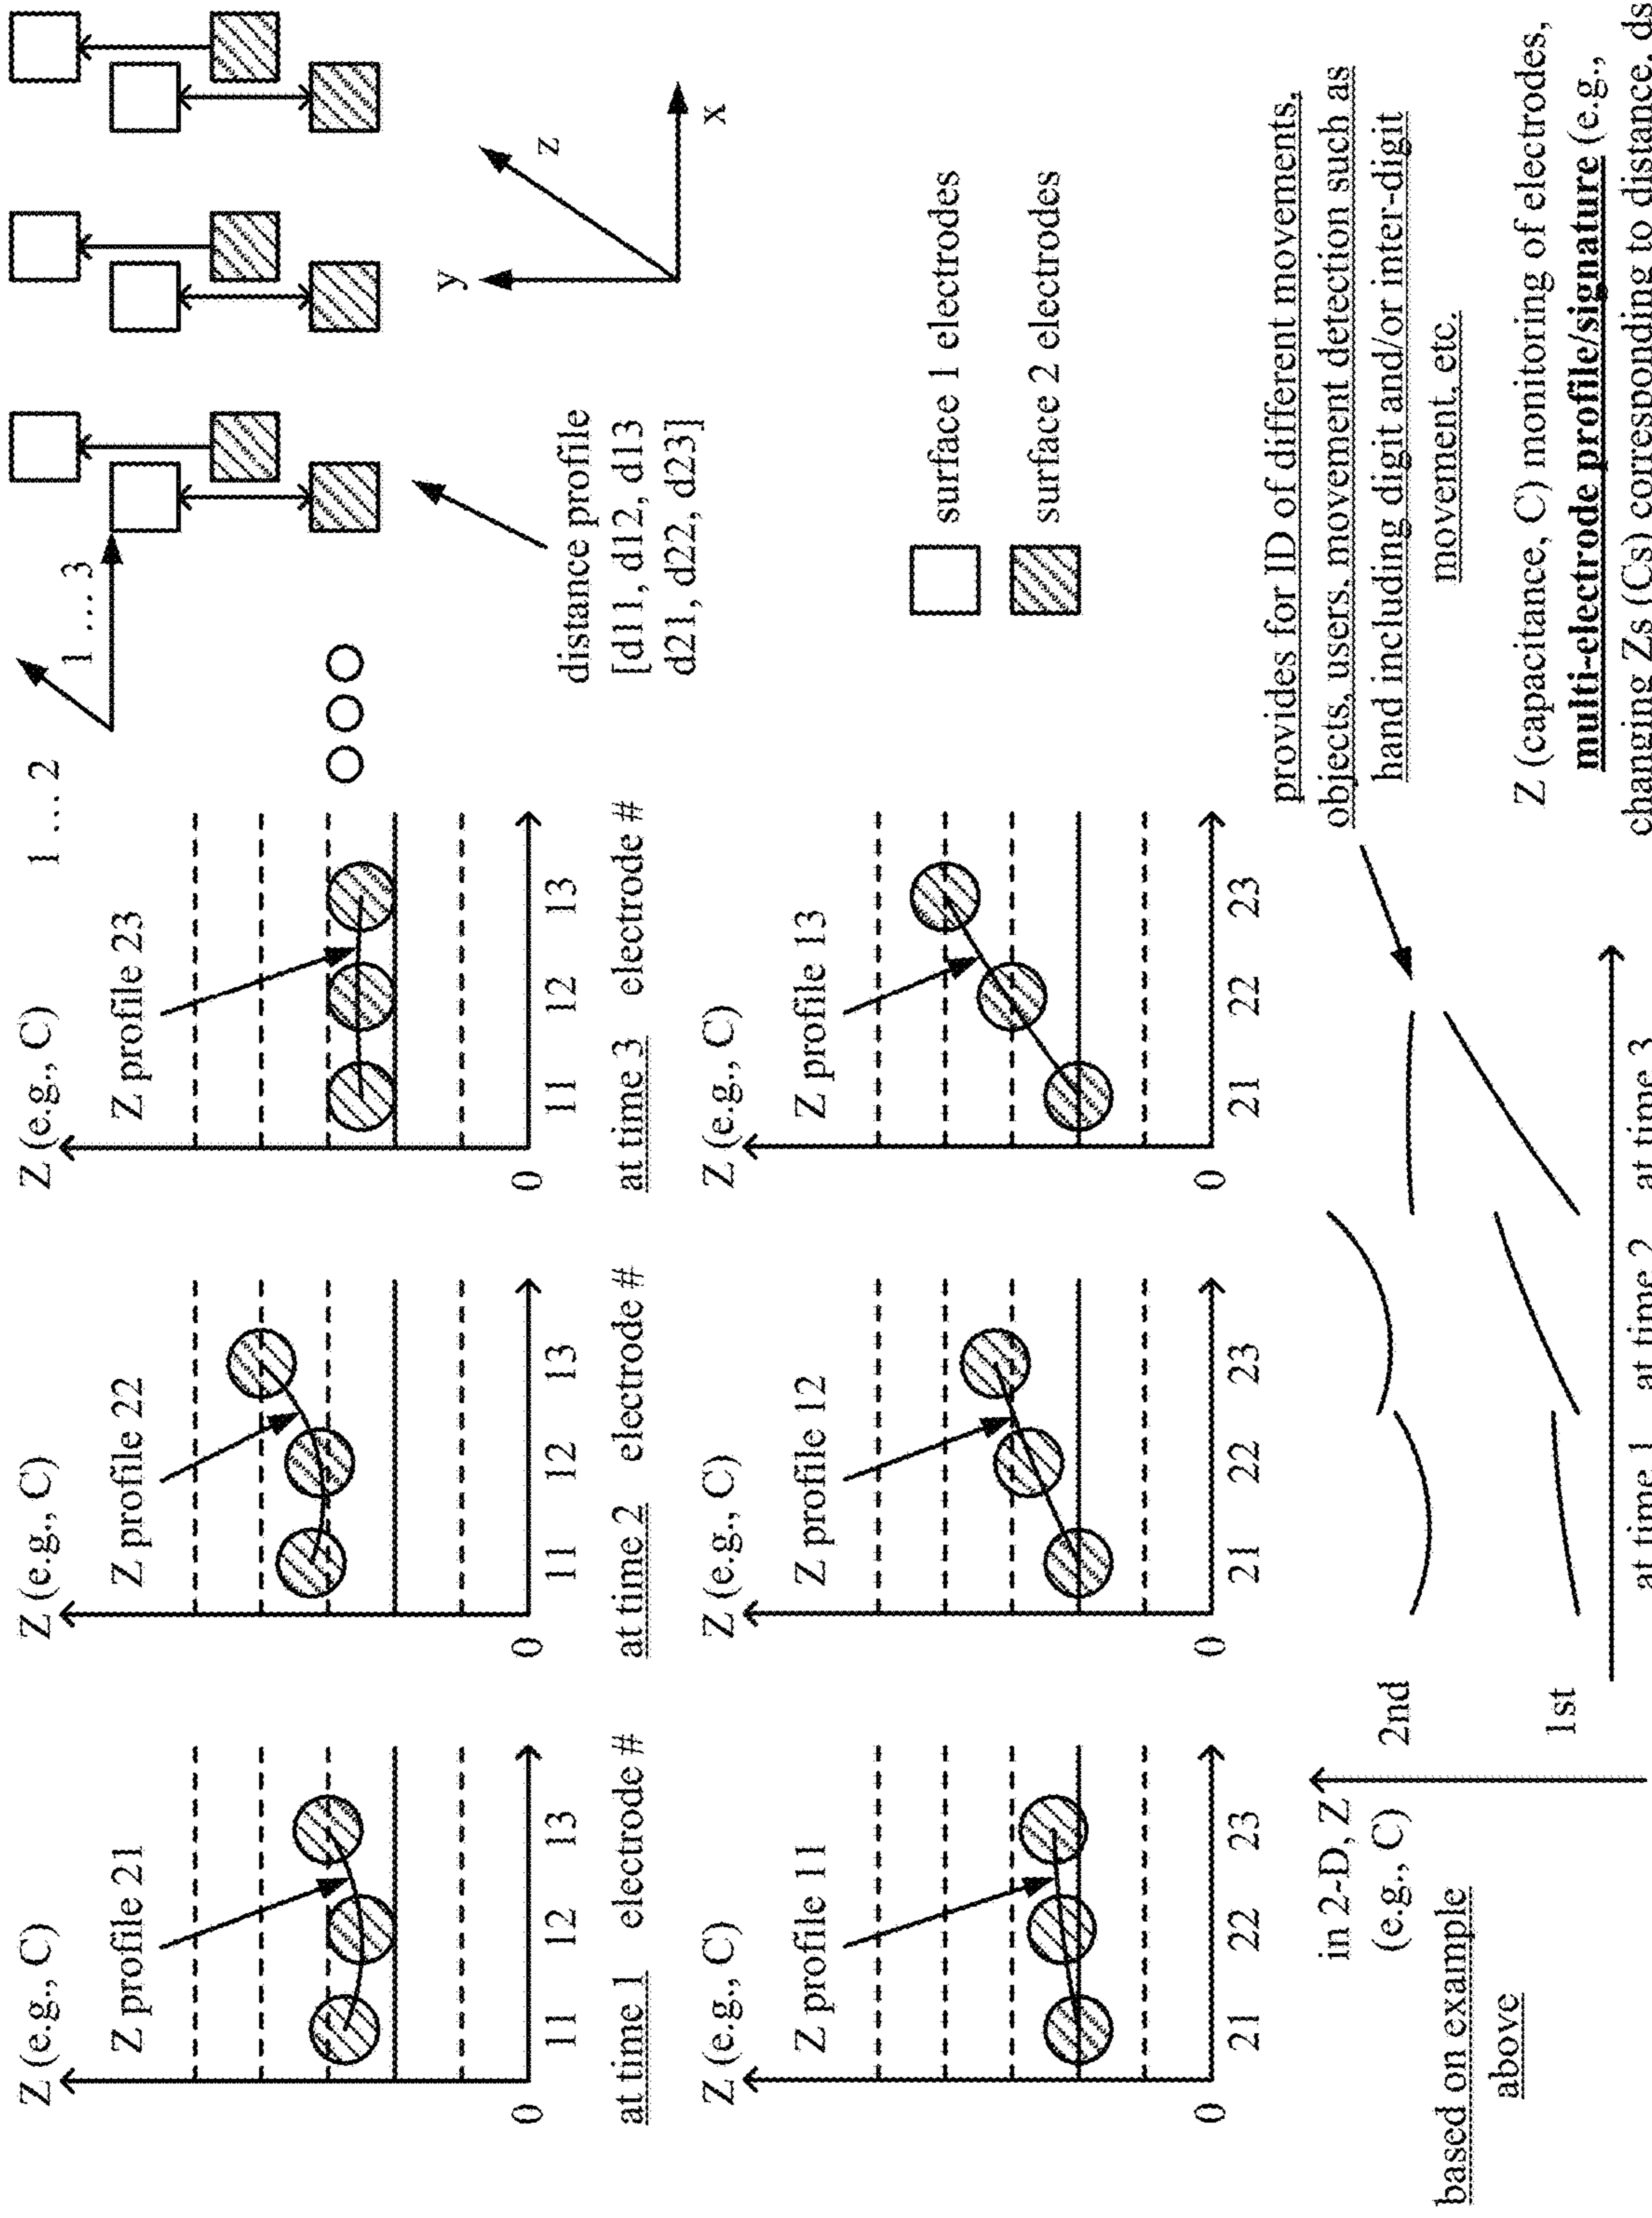 Z (e.g., C)
Z profile 21
0
11 12 13
at time 1 electrode #
Z (e.g., C)
Z profile 22
0
11 12 13
at time 2 electrode #
Z (e.g., C)
Z profile 23
0
11 12 13
at time 3 electrode #
1 … 2
1 … 3
distance profile
[d11, d12, d13
d21, d22, d23]
y
z
x
Z (e.g., C)
Z profile 11
0
21 22 23
Z (e.g., C)
Z profile 12
0
21 22 23
Z (e.g., C)
Z profile 13
0
21 22 23
surface 1 electrodes
surface 2 electrodes
in 2-D, Z
(e.g., C)
based on example
above
2nd
1st
at time 1 at time 2 at time 3
provides for ID of different movements,
objects, users, movement detection such as
hand including digit and/or inter-digit
movement, etc.
Z (capacitance, C) monitoring of electrodes,
multi-electrode profile/signature (e.g.,
changing Zs (Cs) corresponding to distance, ds